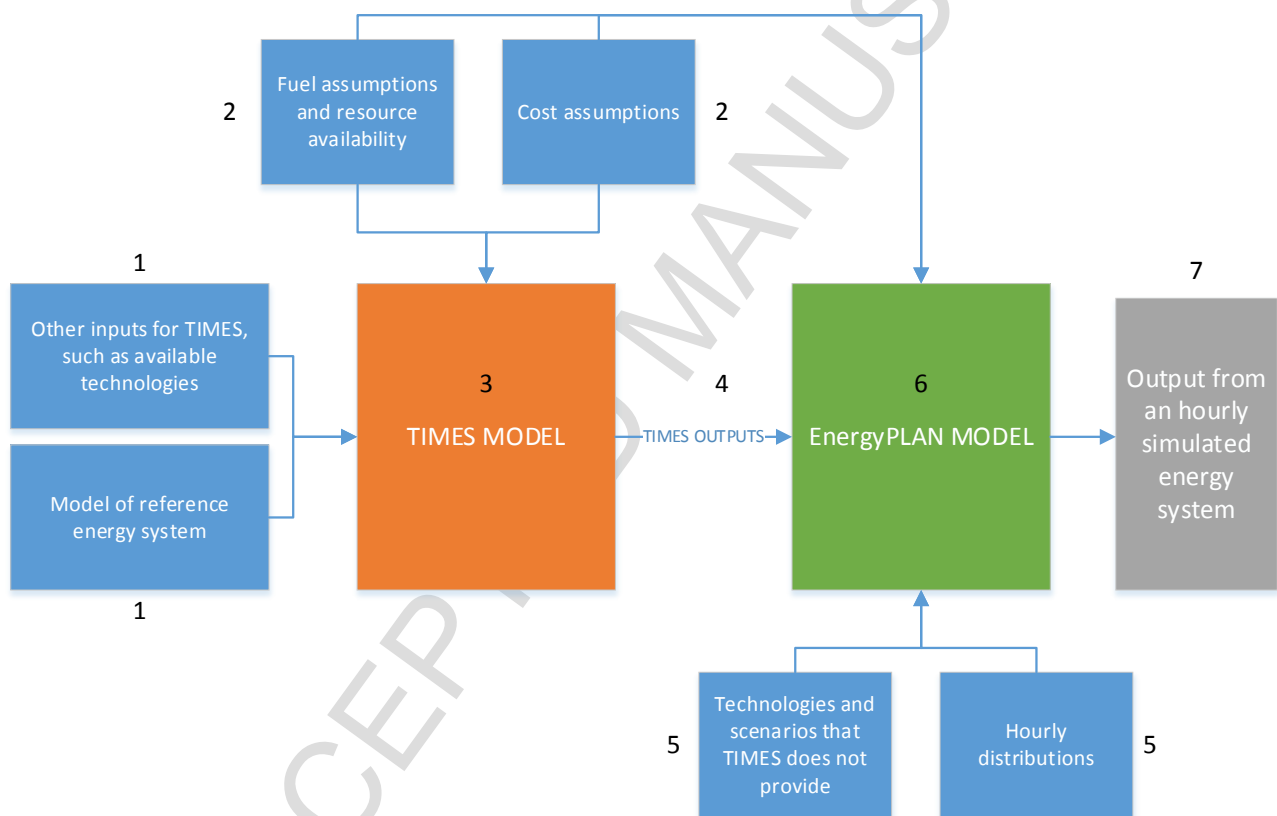 Fuel assumptions
and resource
availability
2
Cost assumptions
2
1
Other inputs for TIMES,
such as available
technologies
Model of reference
energy system
1
3
TIMES MODEL
4
TIMES OUTPUTS
6
EnergyPLAN MODEL
7
Output from
an hourly
simulated
energy
system
5
Technologies and
scenarios that
TIMES does not
provide
Hourly
distributions
5